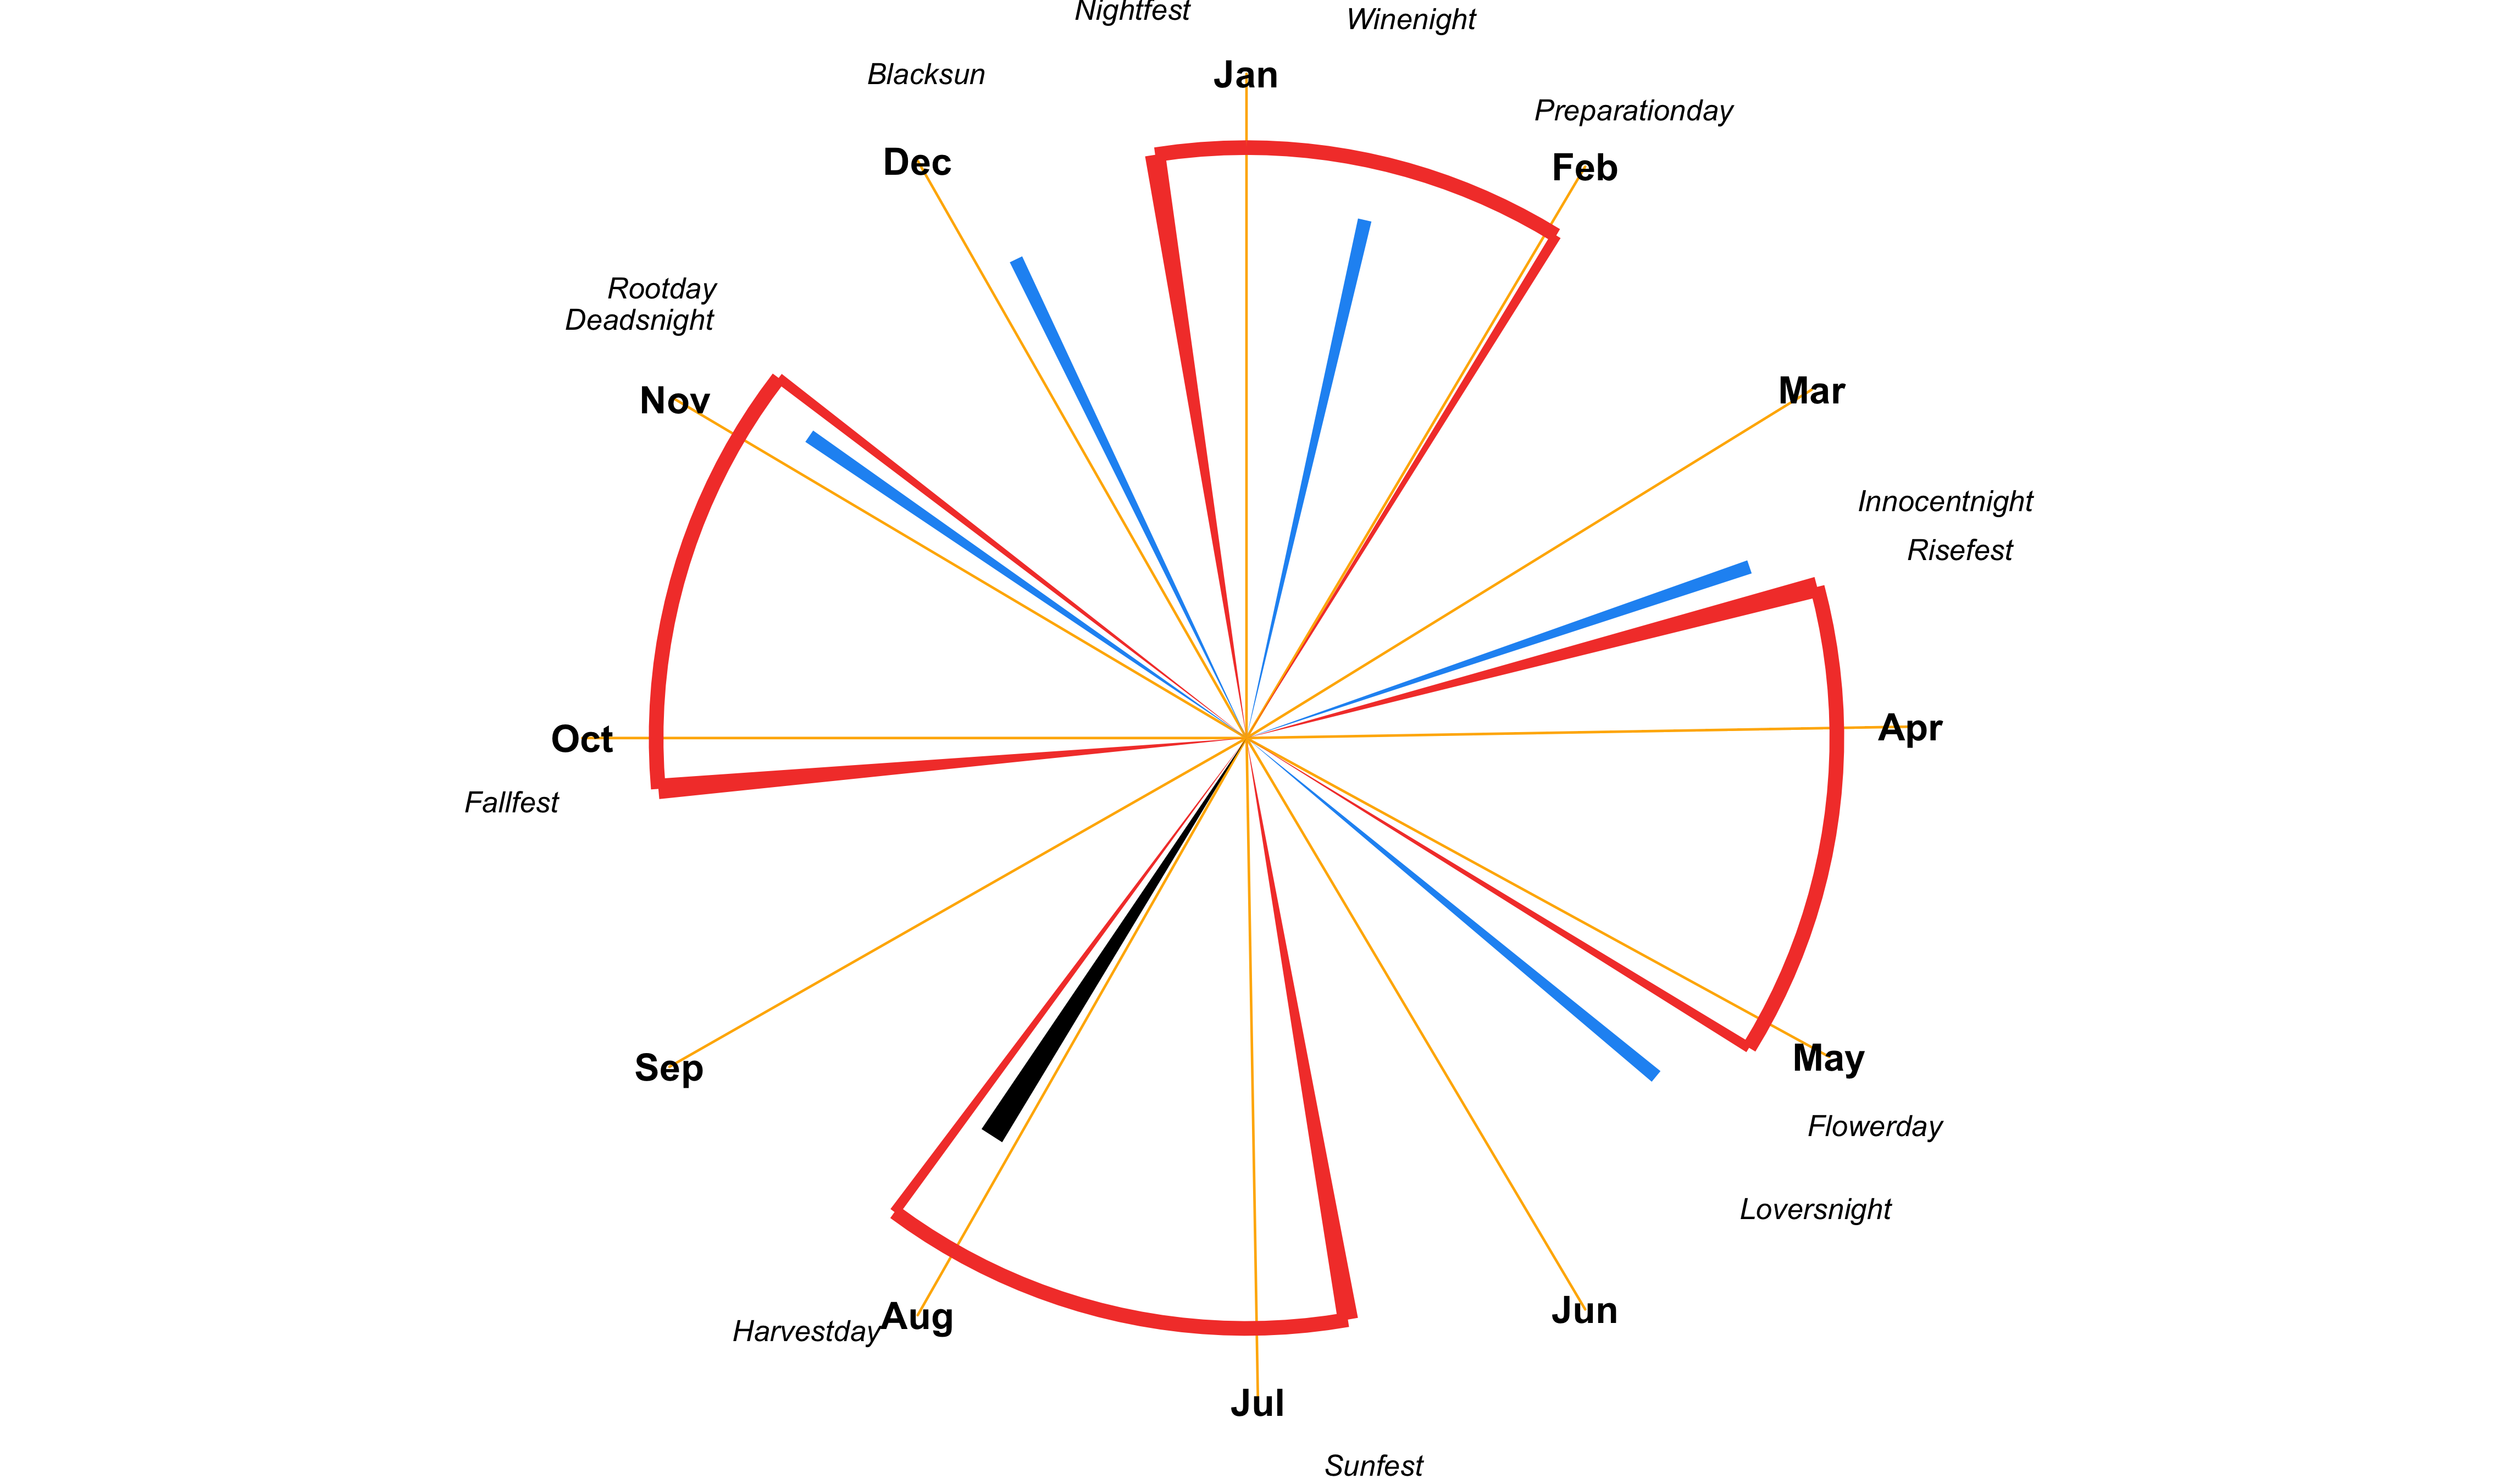 Nightfest
Winenight
Blacksun
Jan
Preparationday
Dec
Feb
Rootday
Deadsnight
Nov
Mar
Innocentnight
Risefest
Oct
Apr
Fallfest
Sep
May
Flowerday
Loversnight
Harvestday
Aug
Jun
Jul
Sunfest